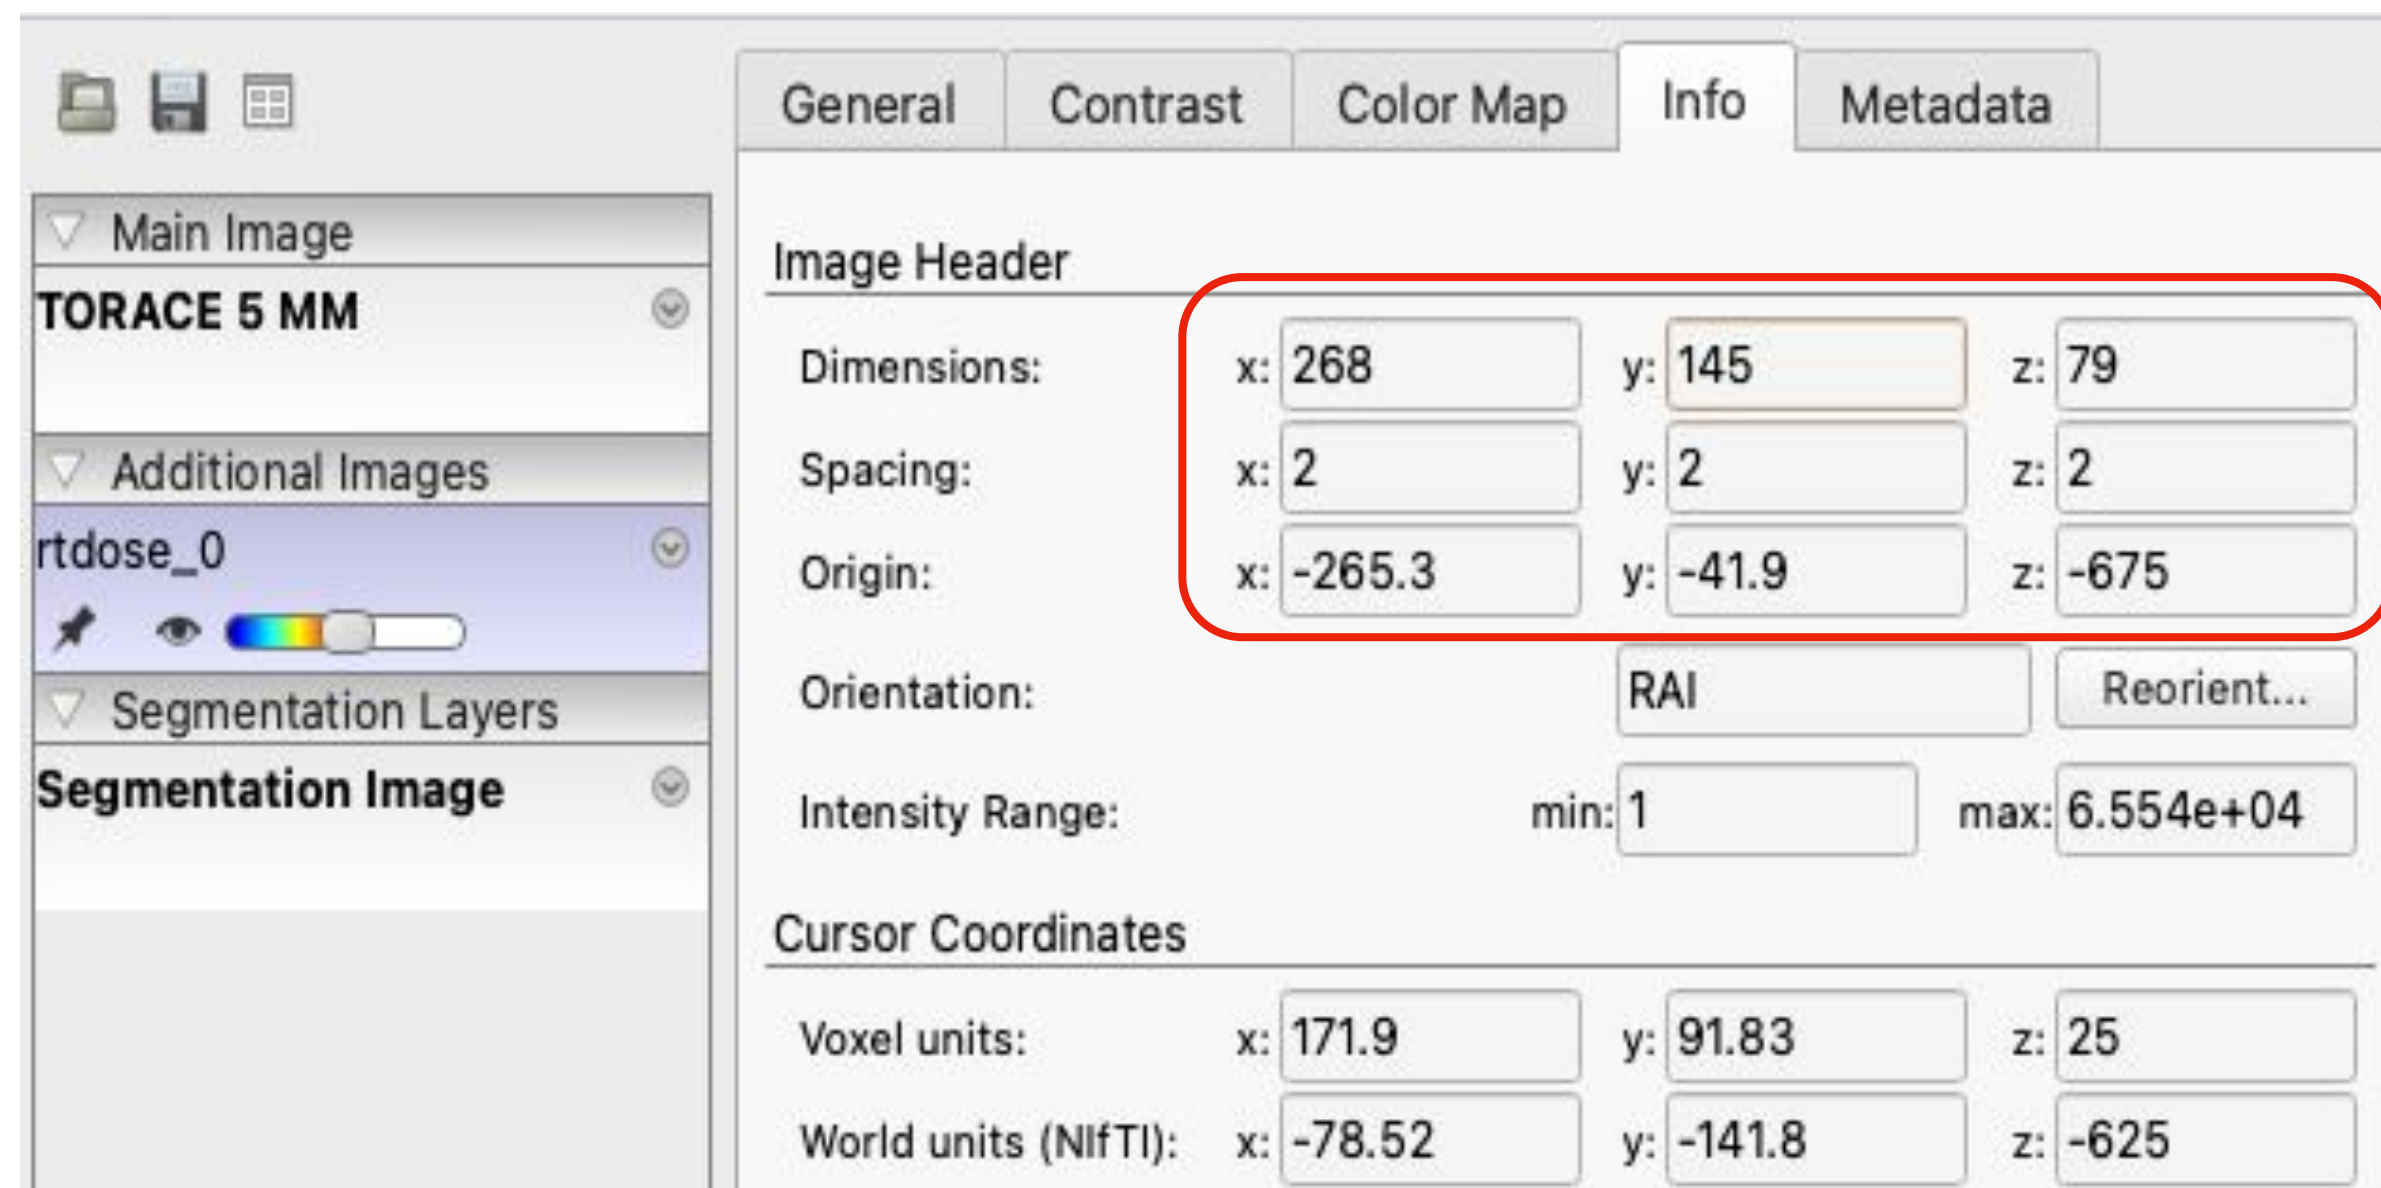 General Contrast Color Map Info Metadata
Main Image
TORACE 5 MM
Additional Images
rtdose_0
Segmentation Layers
Segmentation Image
Image Header
Dimensions: x: 268 y: 145 z: 79
Spacing: x: 2 y: 2 z: 2
Origin: x: -265.3 y: -41.9 z: -675
Orientation: RAI Reorient...
Intensity Range: min: 1 max: 6.554e+04
Cursor Coordinates
Voxel units: x: 171.9 y: 91.83 z: 25
World units (NIfTI): x: -78.52 y: -141.8 z: -625